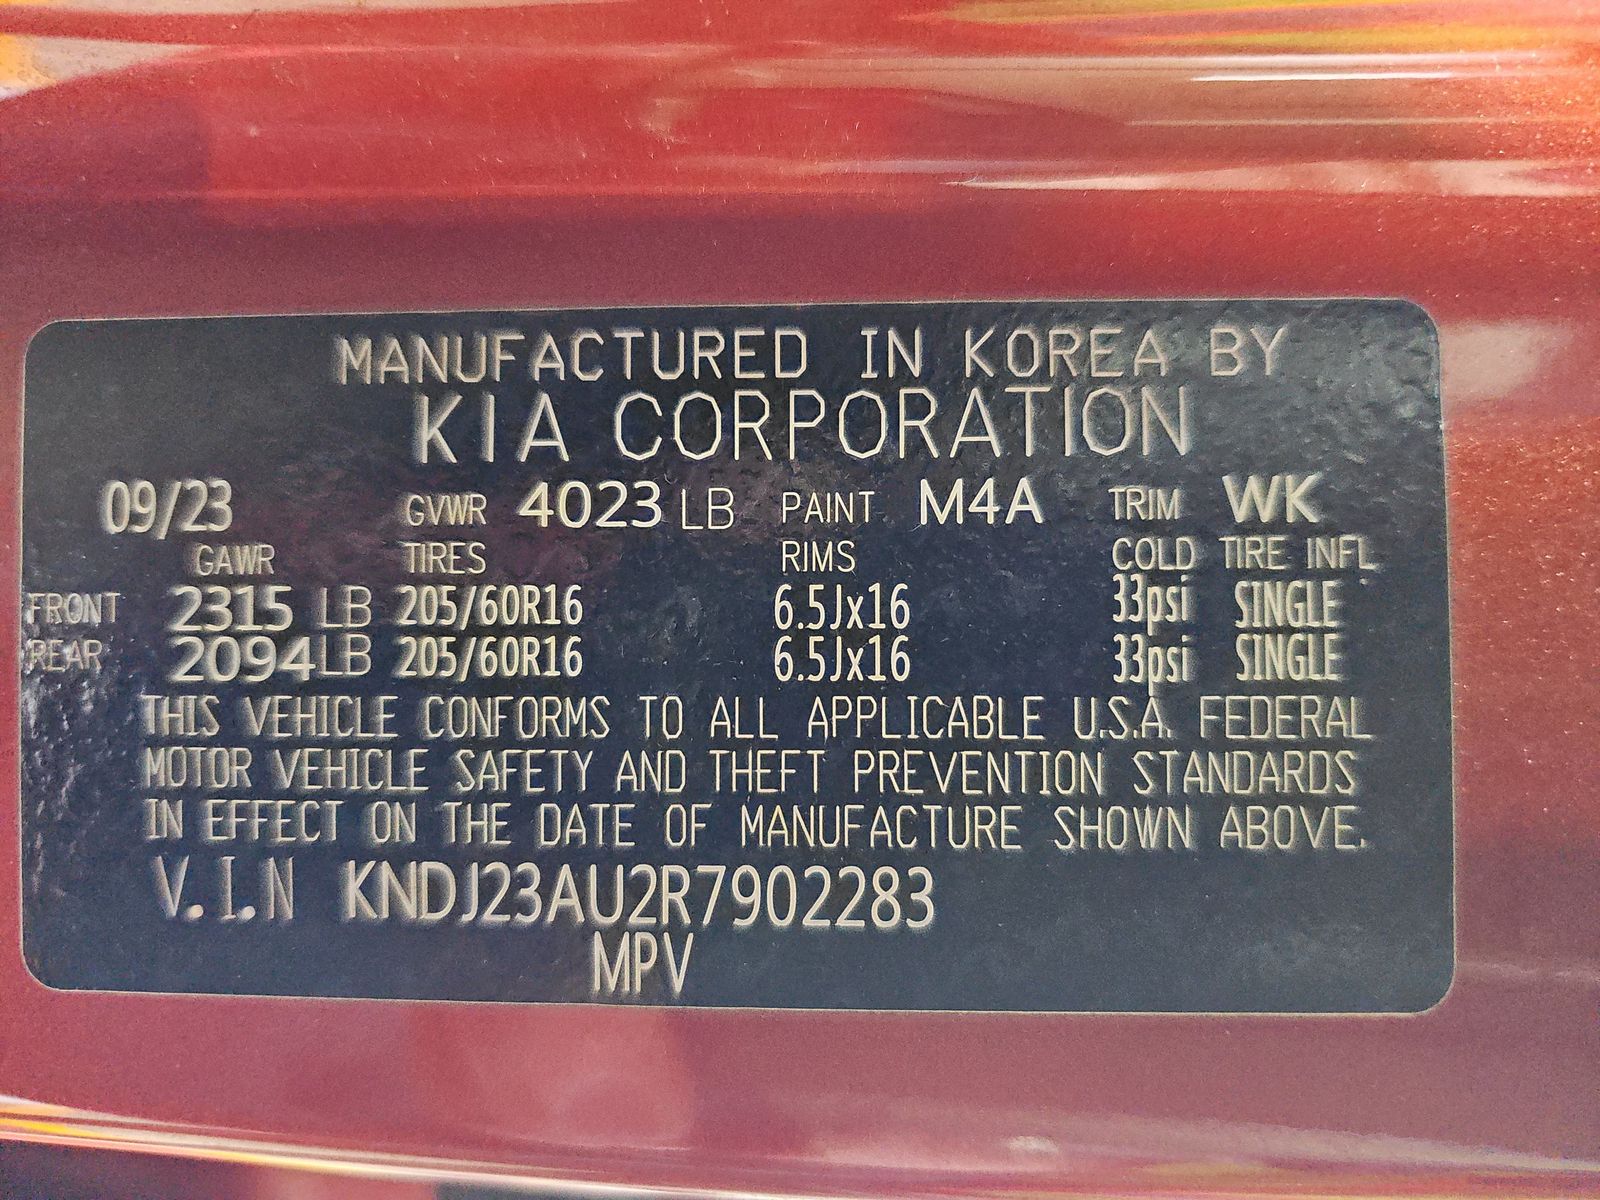 MANUFACTURED IN KOREA BY
KIA CORPORATION
09/23 GVWR 4023 LB PAINT M4A TRIM WK
GAWR TIRES RIMS COLD TIRE INFL
FRONT 2315 LB 205/60R16 6.5Jx16 33psi SINGLE
REAR 2094LB 205/60R16 6.5Jx16 33psi SINGLE
THIS VEHICLE CONFORMS TO ALL APPLICABLE U.S.A. FEDERAL
MOTOR VEHICLE SAFETY AND THEFT PREVENTION STANDARDS
IN EFFECT ON THE DATE OF MANUFACTURE SHOWN ABOVE.
V.I.N KNDJ23AU2R7902283
MPV